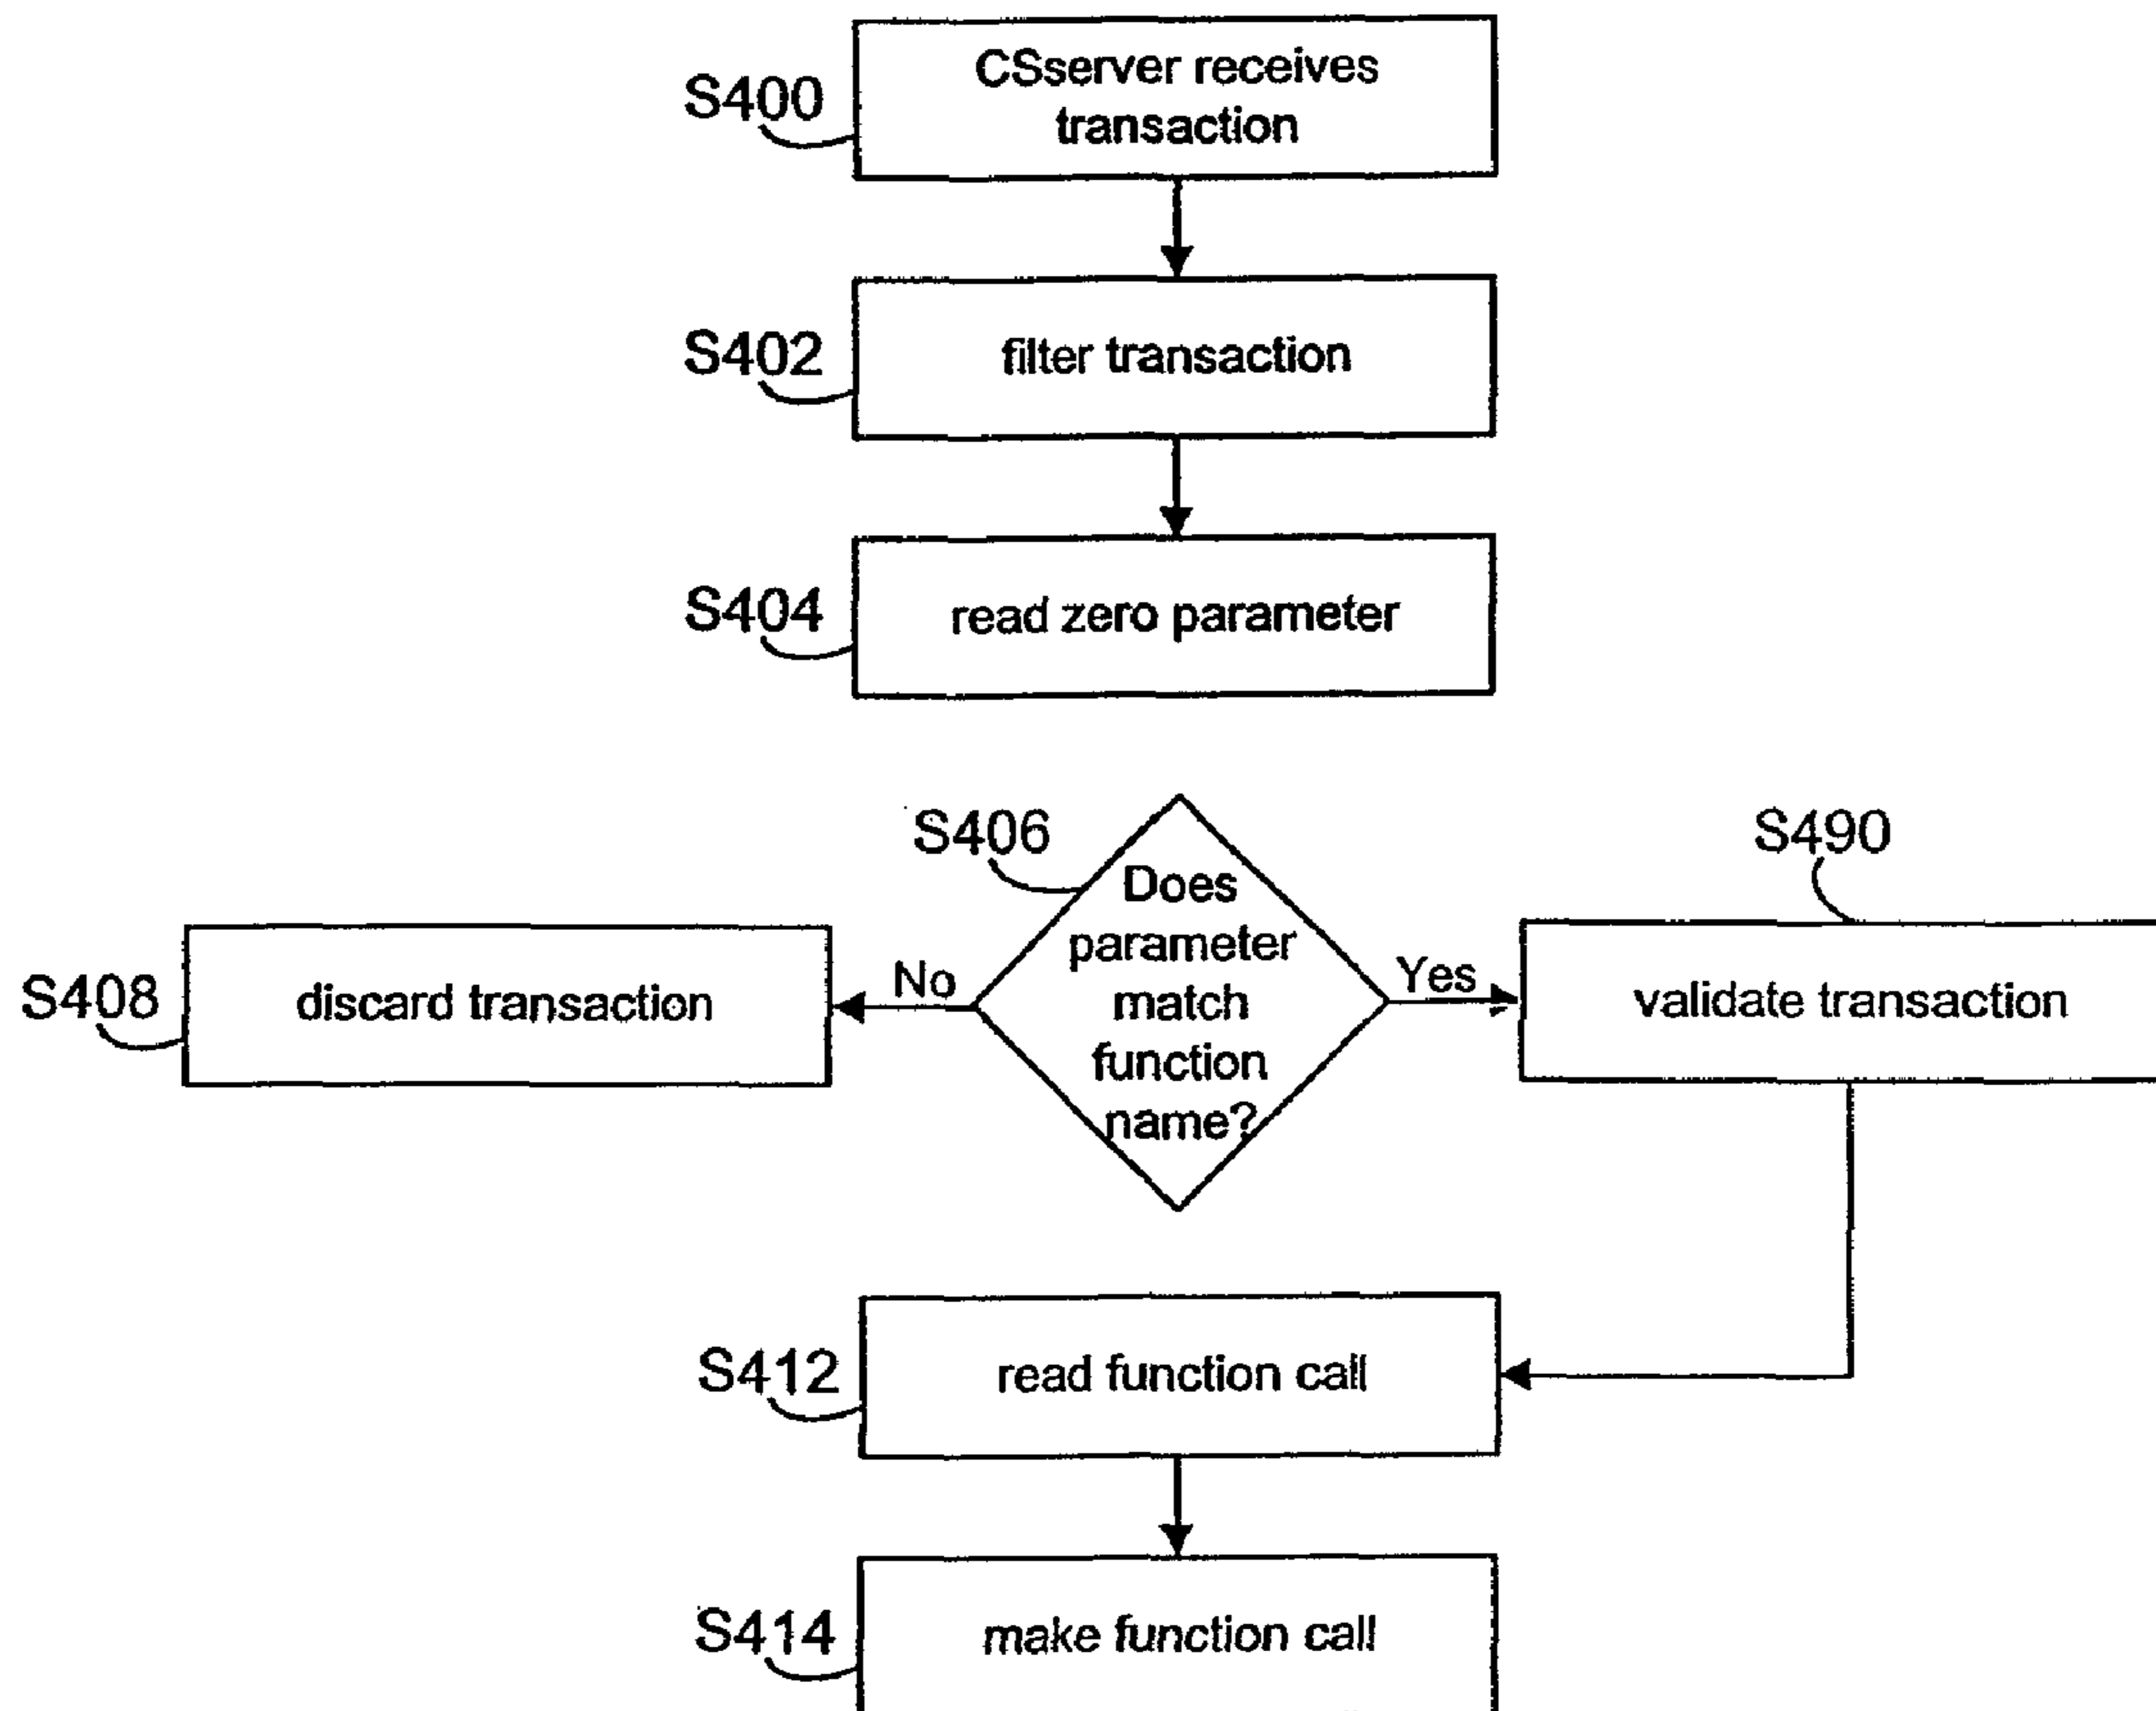 S400
CSserver receives
transaction
S402
filter transaction
S404
read zero parameter
S406
Does
parameter
match
function
name?
S490
S408
discard transaction
No
Yes
validate transaction
S412
read function call
S414
make function call